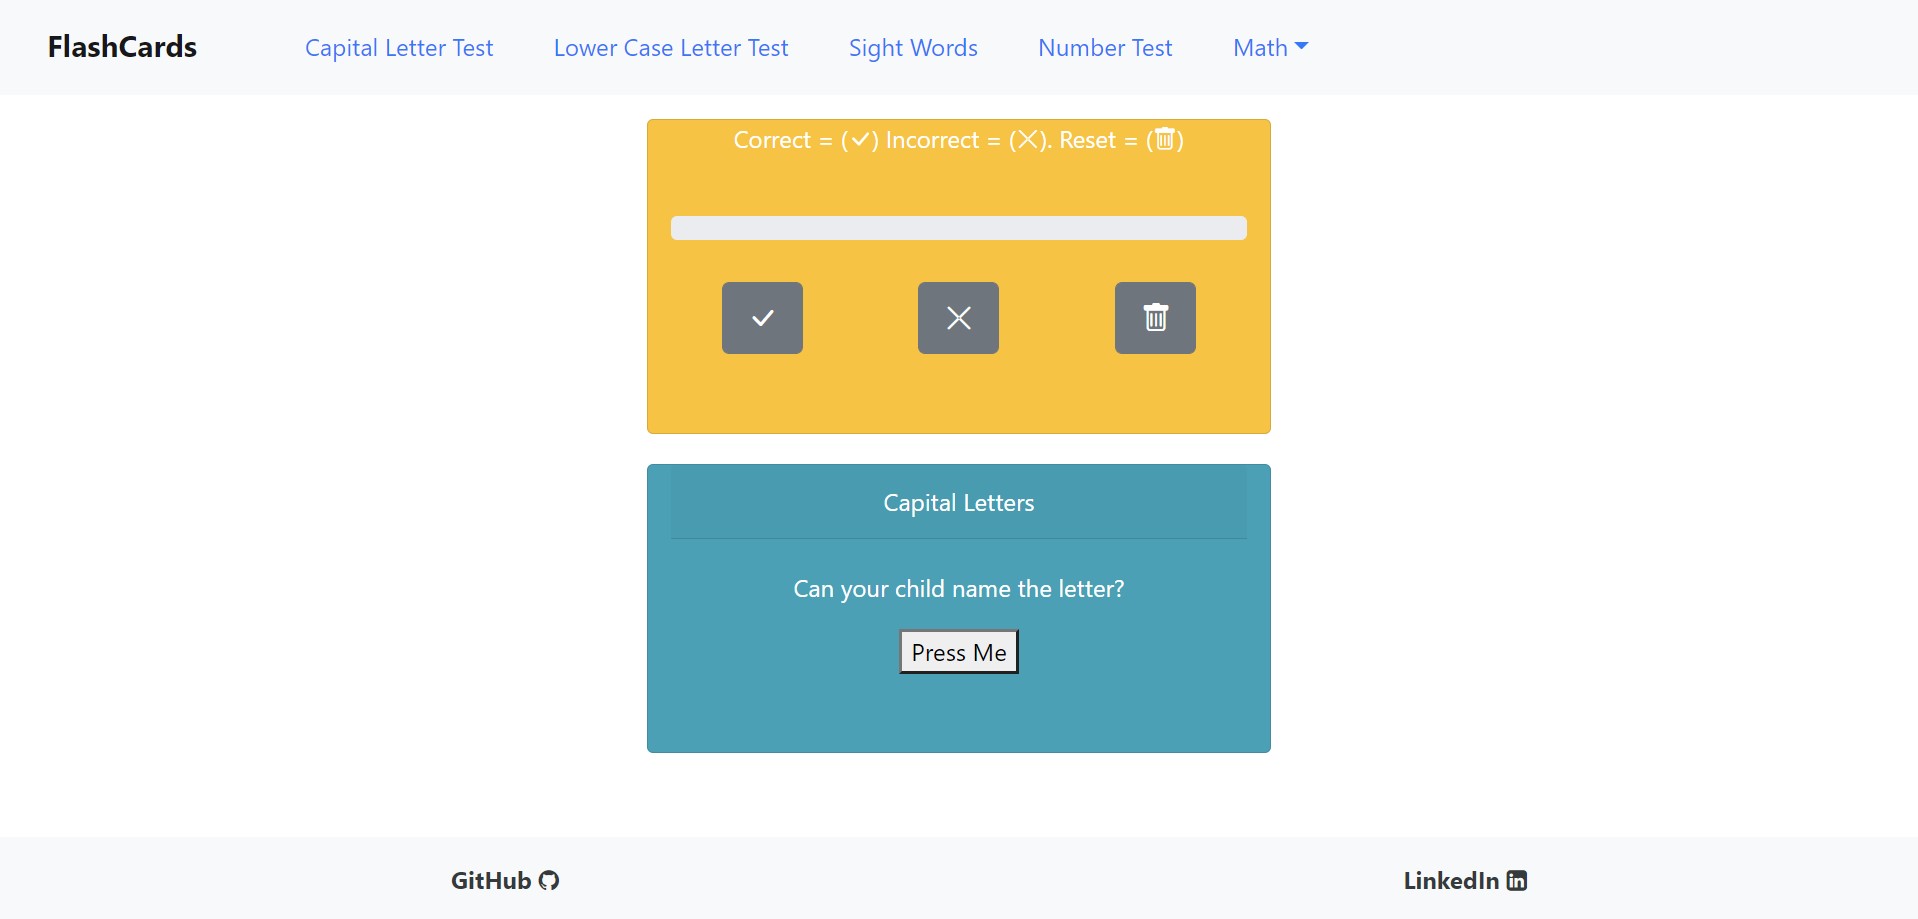 FlashCards Capital Letter Test Lower Case Letter Test Sight Words Number Test Math
Correct = (✓) Incorrect = (✕). Reset = (🗑)
Capital Letters
Can your child name the letter?
Press Me
GitHub LinkedIn